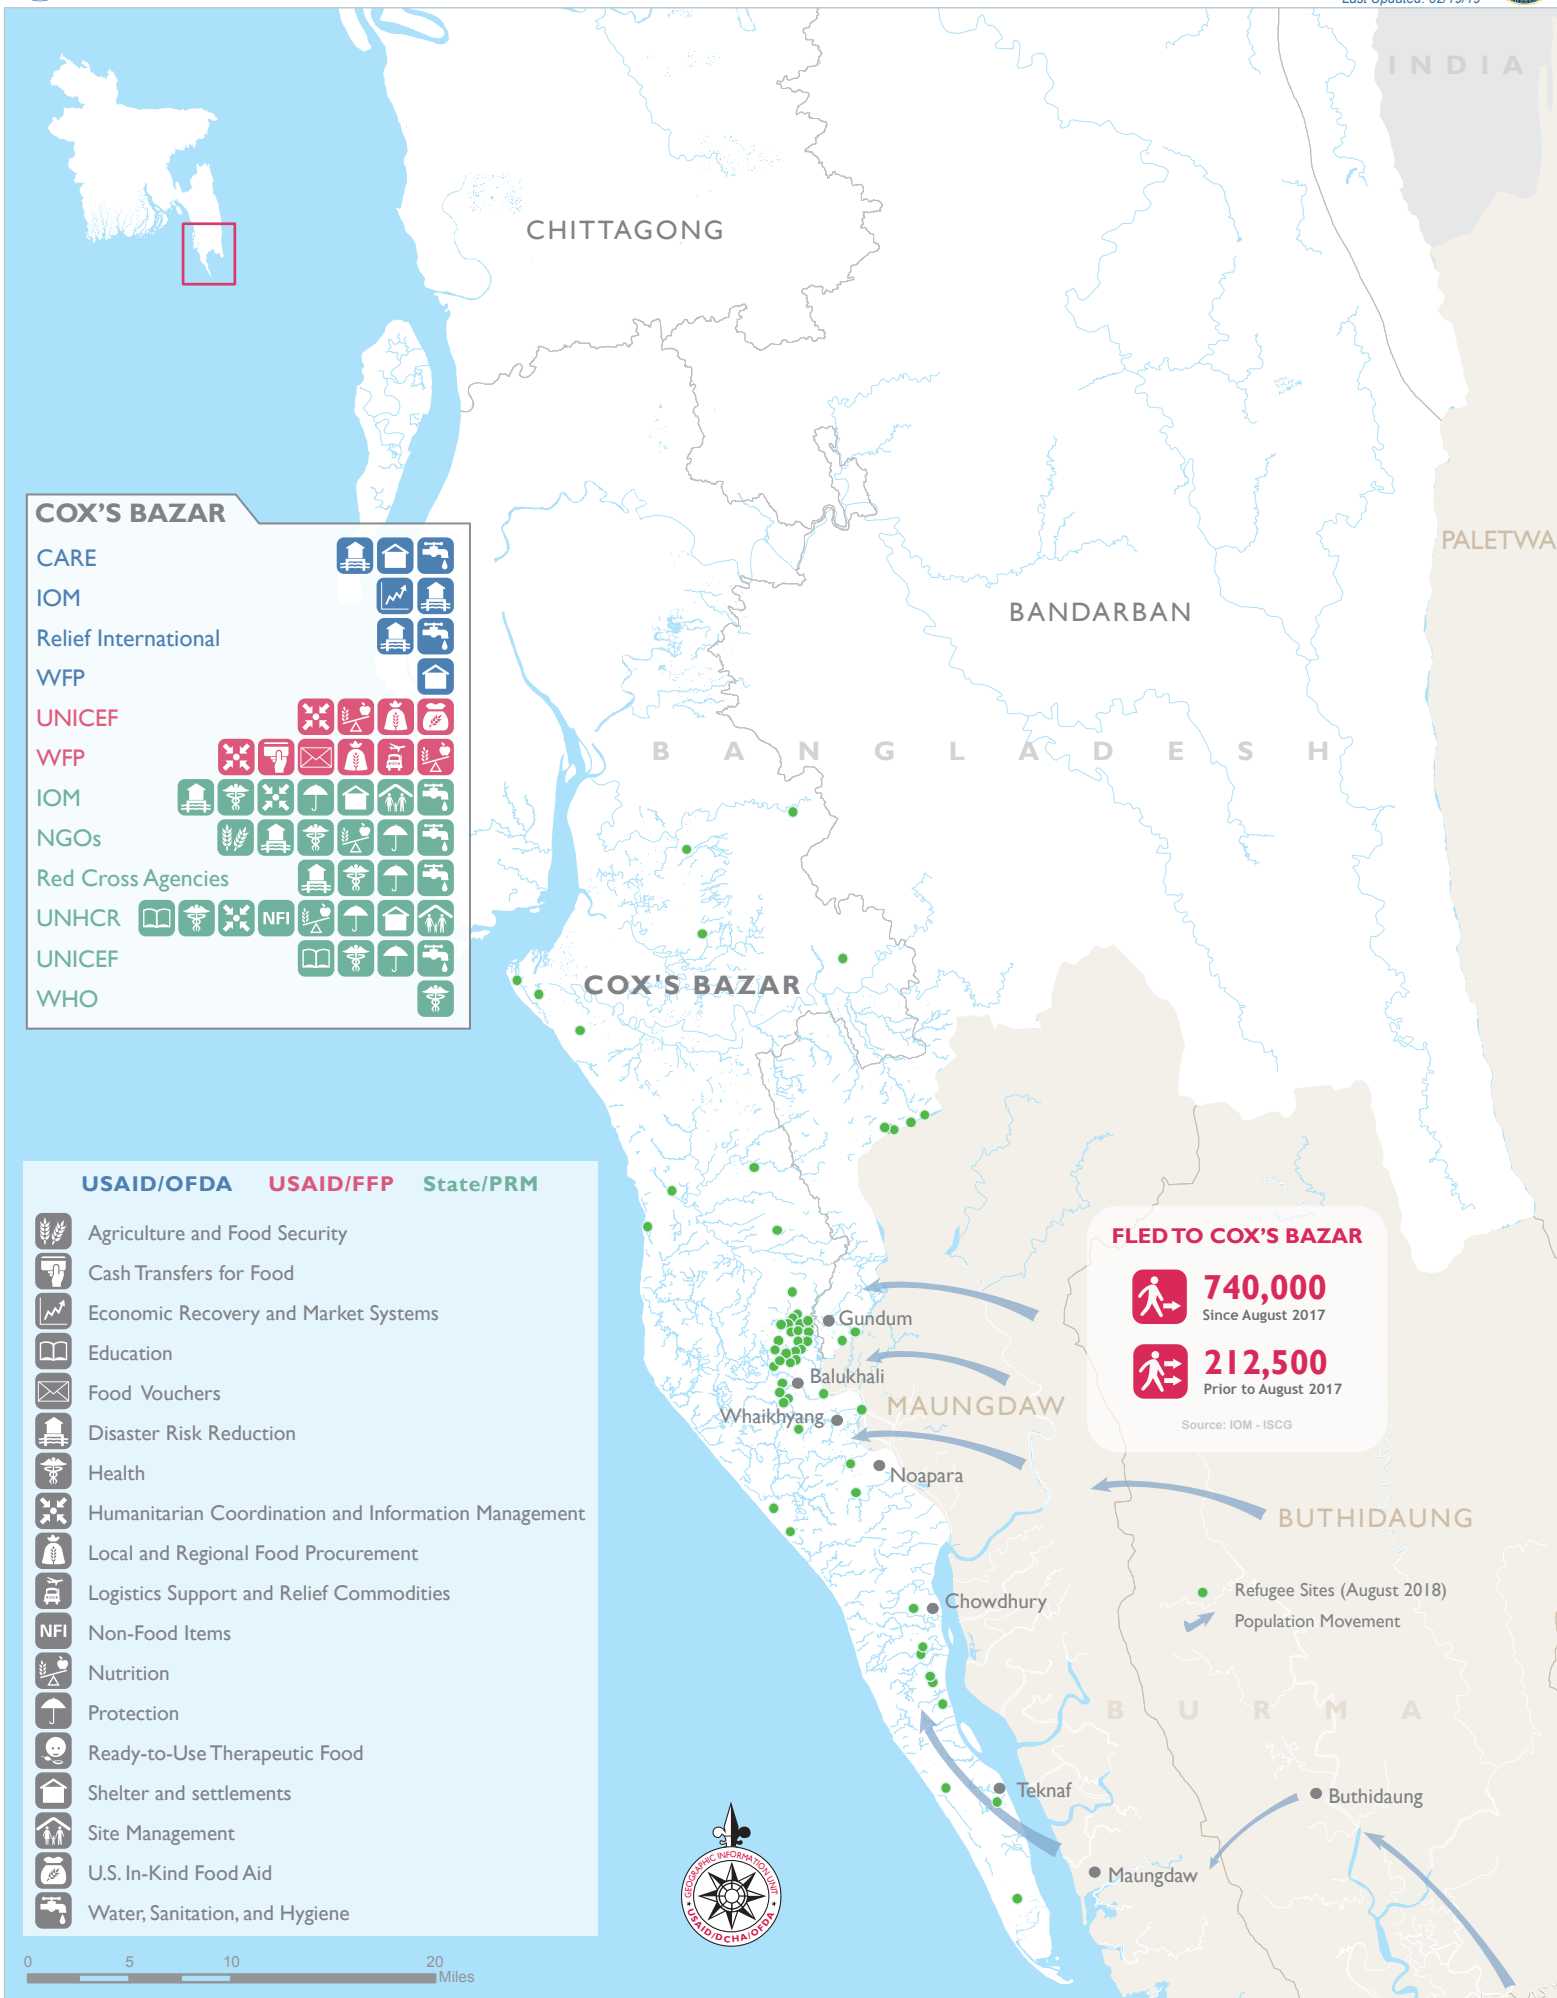 Last Updated: 02/19/19
INDIA
CHITTAGONG
COX'S BAZAR
CARE
IOM
Relief International
WFP
UNICEF
WFP
IOM
NGOs
Red Cross Agencies
UNHCR
NFI
UNICEF
WHO
PALETWA
BANDARBAN
BANGLADESH
COX'S BAZAR
USAID/OFDA USAID/FFP State/PRM
Agriculture and Food Security
Cash Transfers for Food
Economic Recovery and Market Systems
Education
Food Vouchers
Disaster Risk Reduction
Health
Humanitarian Coordination and Information Management
Local and Regional Food Procurement
Logistics Support and Relief Commodities
NFI Non-Food Items
Nutrition
Protection
Ready-to-Use Therapeutic Food
Shelter and settlements
Site Management
U.S. In-Kind Food Aid
Water, Sanitation, and Hygiene
0 5 10 20
Miles
FLED TO COX'S BAZAR
740,000
Since August 2017
212,500
Prior to August 2017
Source: IOM - ISCG
Gundum
Balukhali
MAUNGDAW
Whaikhyang
Noapara
BUTHIDAUNG
Refugee Sites (August 2018)
Population Movement
Chowdhury
BURMA
Teknaf
Buthidaung
Maungdaw
GEOGRAPHIC INFORMATION UNIT
USAID/DCHA/OFDA